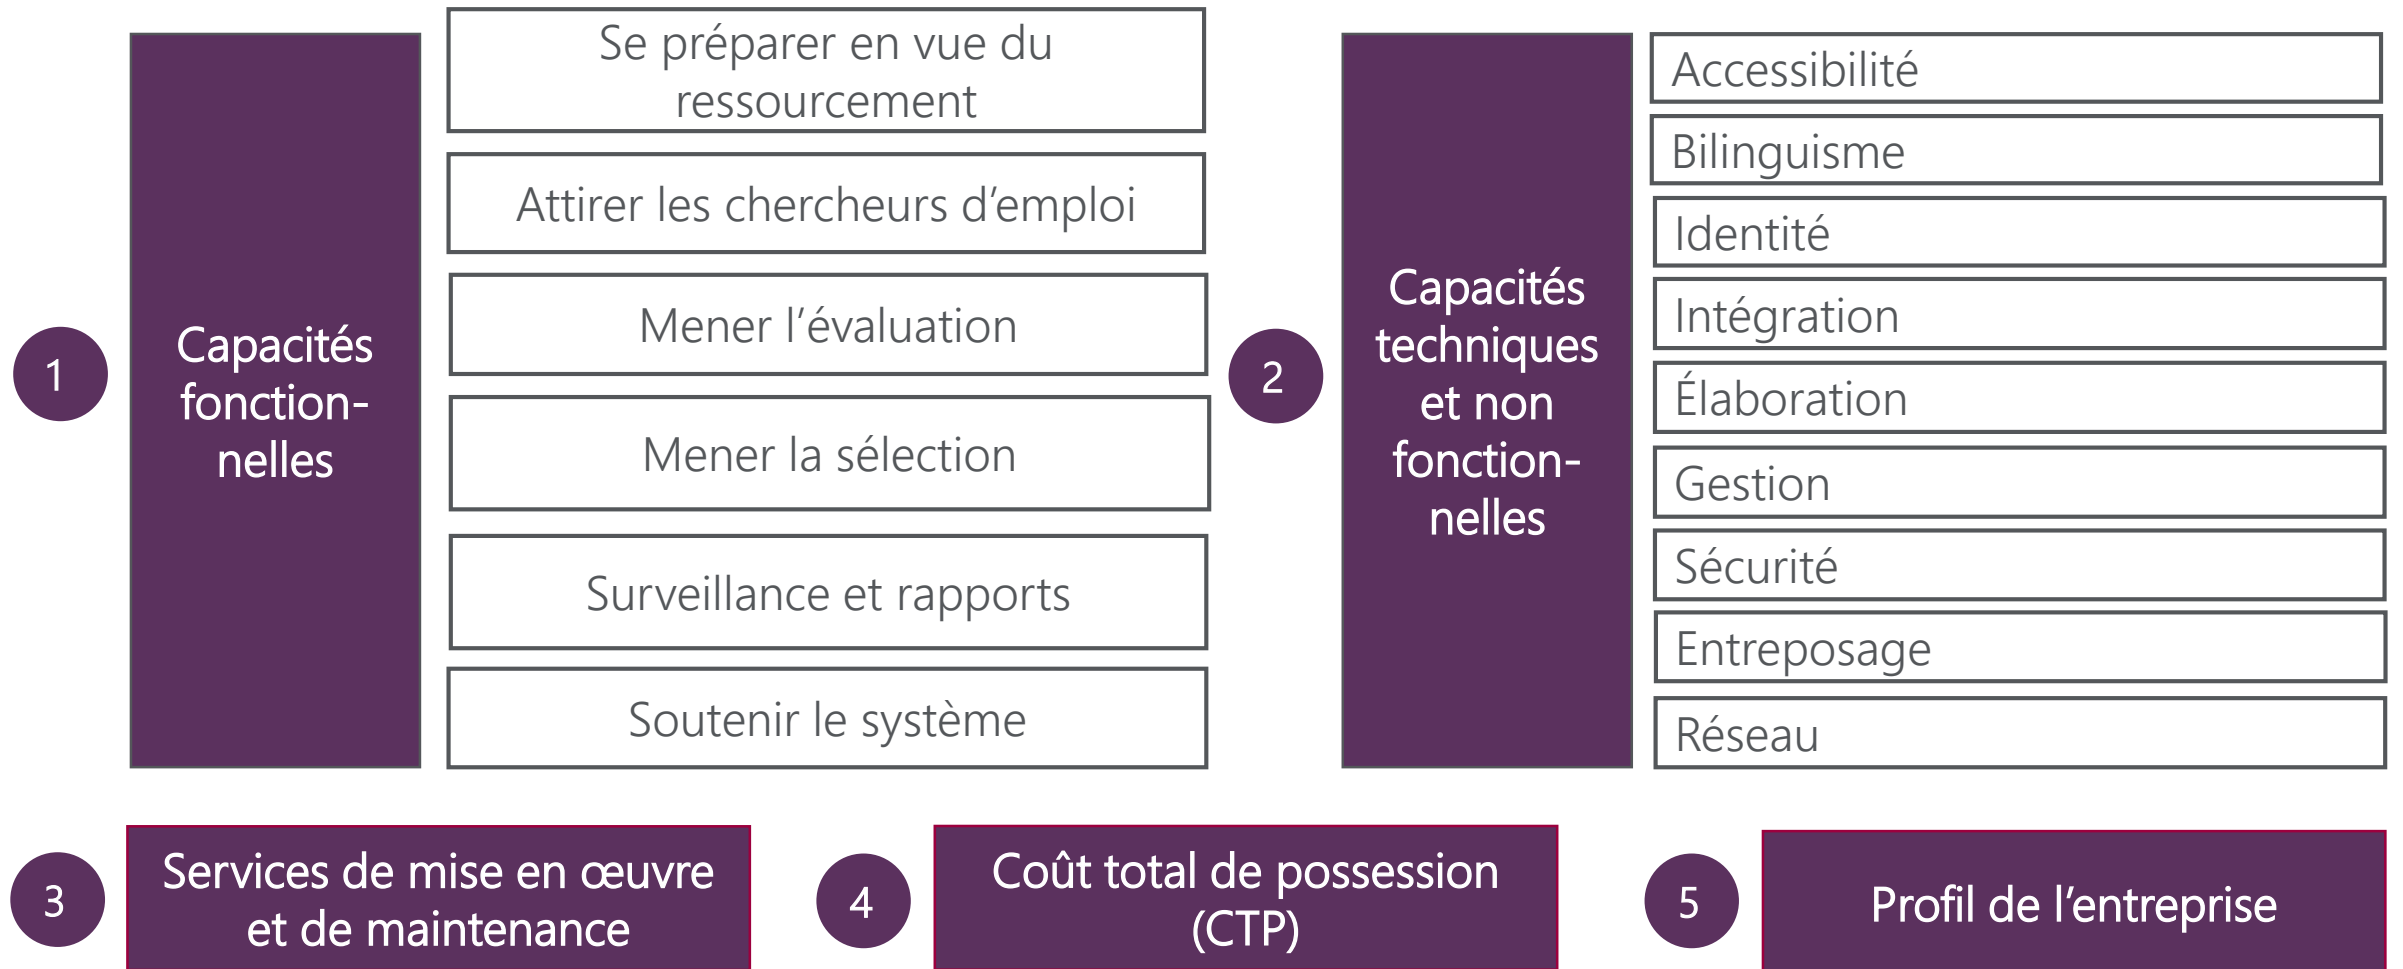 1
Capacités
fonction-
nelles
Se préparer en vue du
ressourcement
Attirer les chercheurs d’emploi
Mener l’évaluation
Mener la sélection
Surveillance et rapports
Soutenir le système
2
Capacités
techniques
et non
fonction-
nelles
Accessibilité
Bilinguisme
Identité
Intégration
Élaboration
Gestion
Sécurité
Entreposage
Réseau
3
Services de mise en œuvre
et de maintenance
4
Coût total de possession
(CTP)
5
Profil de l’entreprise